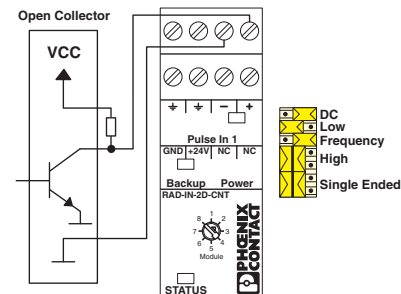 Open Collector
VCC
- +
Pulse In 1
GND +24V NC NC
Backup Power
RAD-IN-2D-CNT
1
2
3
4
5
6
7
8
Module
STATUS
PHŒNIX
CONTACT
DC
Low
Frequency
High
Single Ended